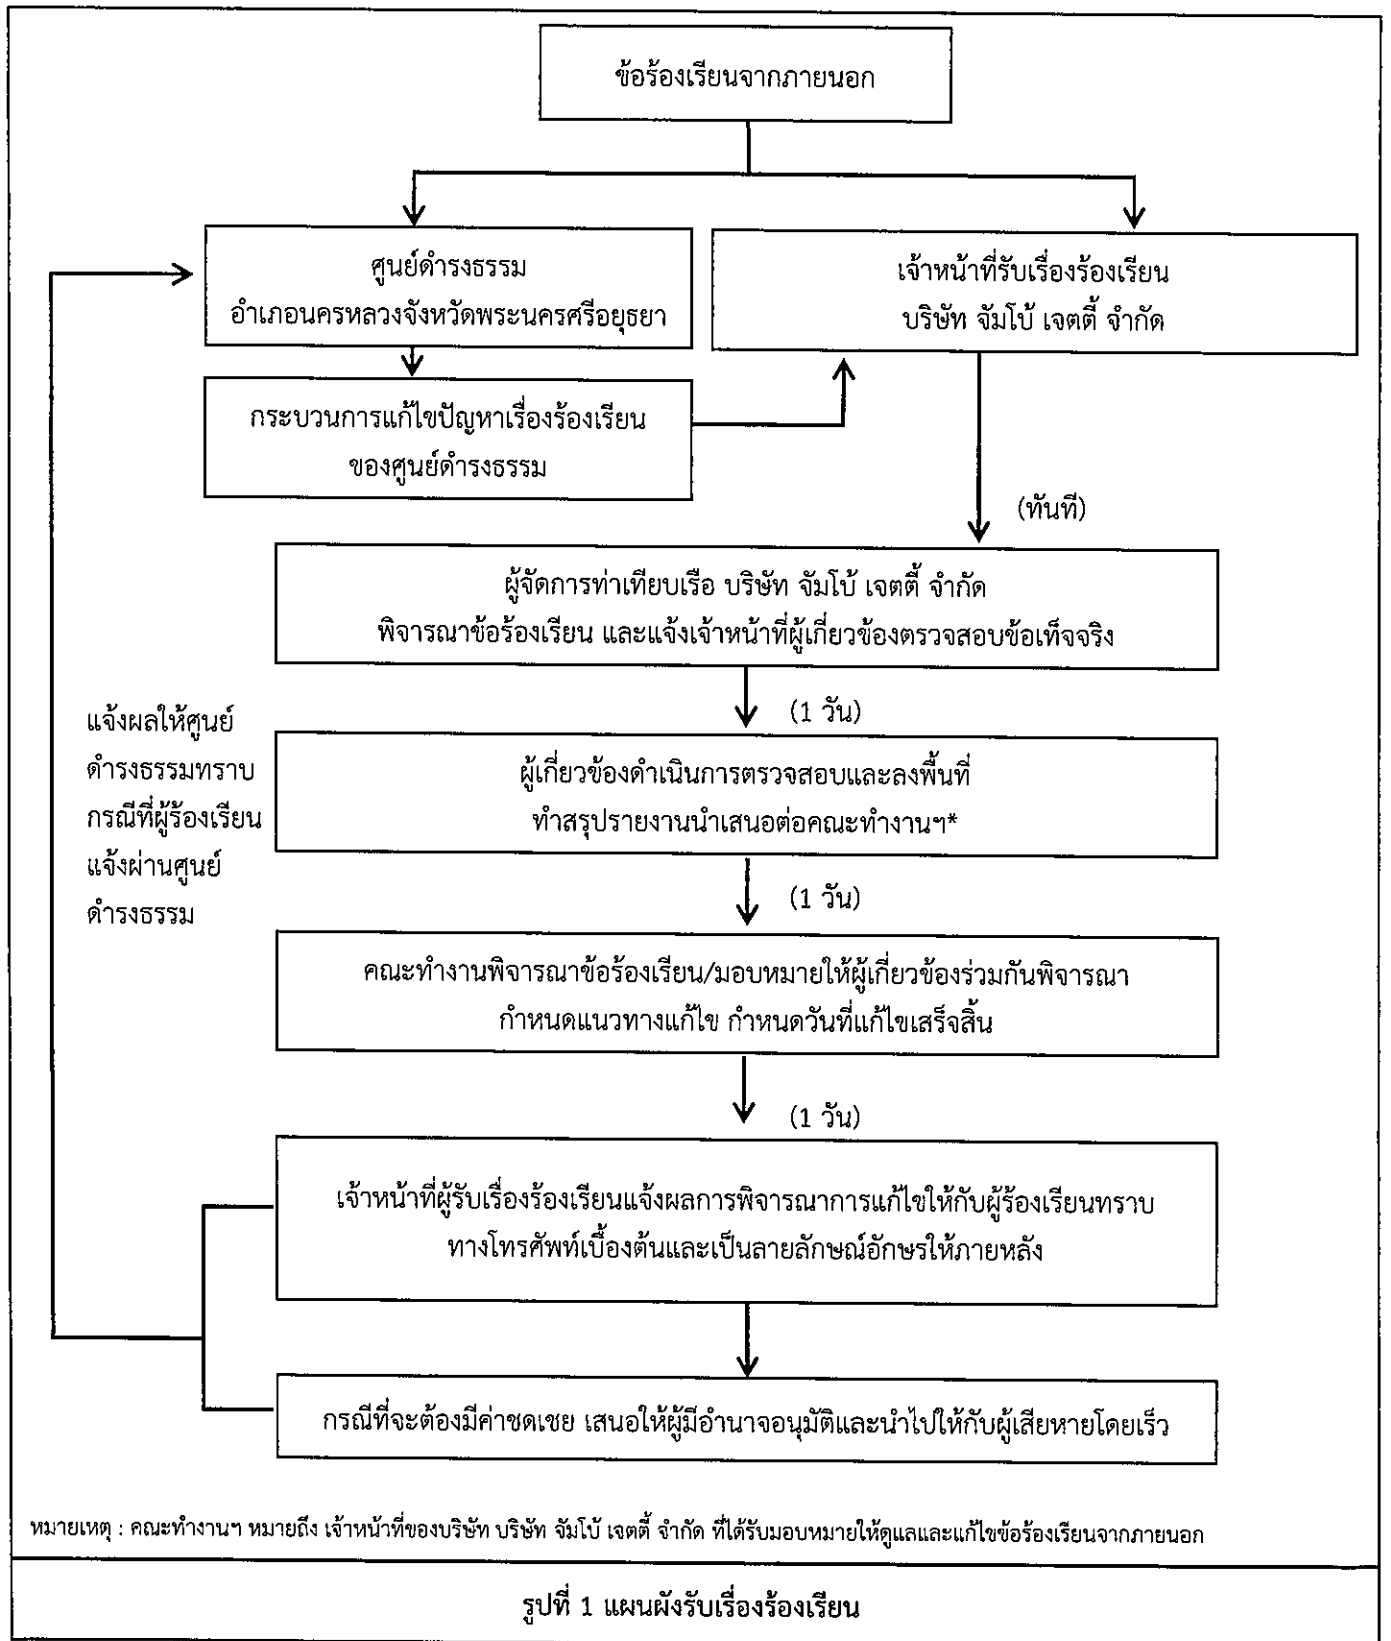 ข้อร้องเรียนจากภายนอก
ศูนย์ดำรงธรรม
อำเภอนครหลวงจังหวัดพระนครศรีอยุธยา
เจ้าหน้าที่รับเรื่องร้องเรียน
บริษัท จัมโบ้ เจตตี้ จำกัด
กระบวนการแก้ไขปัญหาเรื่องร้องเรียน
ของศูนย์ดำรงธรรม
(ทันที)
ผู้จัดการท่าเทียบเรือ บริษัท จัมโบ้ เจตตี้ จำกัด
พิจารณาข้อร้องเรียน และแจ้งเจ้าหน้าที่ผู้เกี่ยวข้องตรวจสอบข้อเท็จจริง
(1 วัน)
แจ้งผลให้ศูนย์
ดำรงธรรมทราบ
กรณีที่ผู้ร้องเรียน
แจ้งผ่านศูนย์
ดำรงธรรม
ผู้เกี่ยวข้องดำเนินการตรวจสอบและลงพื้นที่
ทำสรุปรายงานนำเสนอต่อคณะทำงานฯ*
(1 วัน)
คณะทำงานพิจารณาข้อร้องเรียน/มอบหมายให้ผู้เกี่ยวข้องร่วมกันพิจารณา
กำหนดแนวทางแก้ไข กำหนดวันที่แก้ไขเสร็จสิ้น
(1 วัน)
เจ้าหน้าที่ผู้รับเรื่องร้องเรียนแจ้งผลการพิจารณาการแก้ไขให้กับผู้ร้องเรียนทราบ
ทางโทรศัพท์เบื้องต้นและเป็นลายลักษณ์อักษรให้ภายหลัง
กรณีที่จะต้องมีค่าชดเชย เสนอให้ผู้มีอำนาจอนุมัติและนำไปให้กับผู้เสียหายโดยเร็ว
หมายเหตุ : คณะทำงานฯ หมายถึง เจ้าหน้าที่ของบริษัท บริษัท จัมโบ้ เจตตี้ จำกัด ที่ได้รับมอบหมายให้ดูแลและแก้ไขข้อร้องเรียนจากภายนอก
รูปที่ 1 แผนผังรับเรื่องร้องเรียน